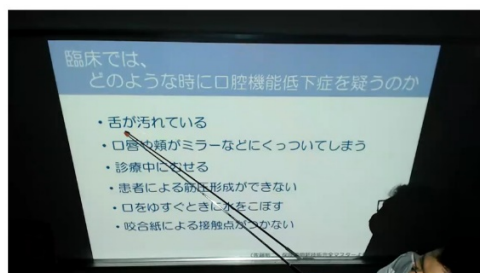 臨床では、
どのような時に口腔機能低下症を疑うのか
・舌が汚れている
・口唇や頬がミラーなどにくっついてしまう
・診療中にむせる
・患者による筋圧形成ができない
・口をゆすぐときに水をこぼす
・咬合紙による接触点がつかない